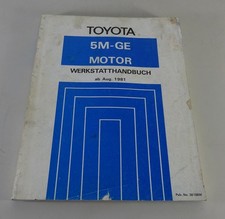 TOYOTA
5M-GE
MOTOR
WERKSTATTHANDBUCH
ab Aug. 1981